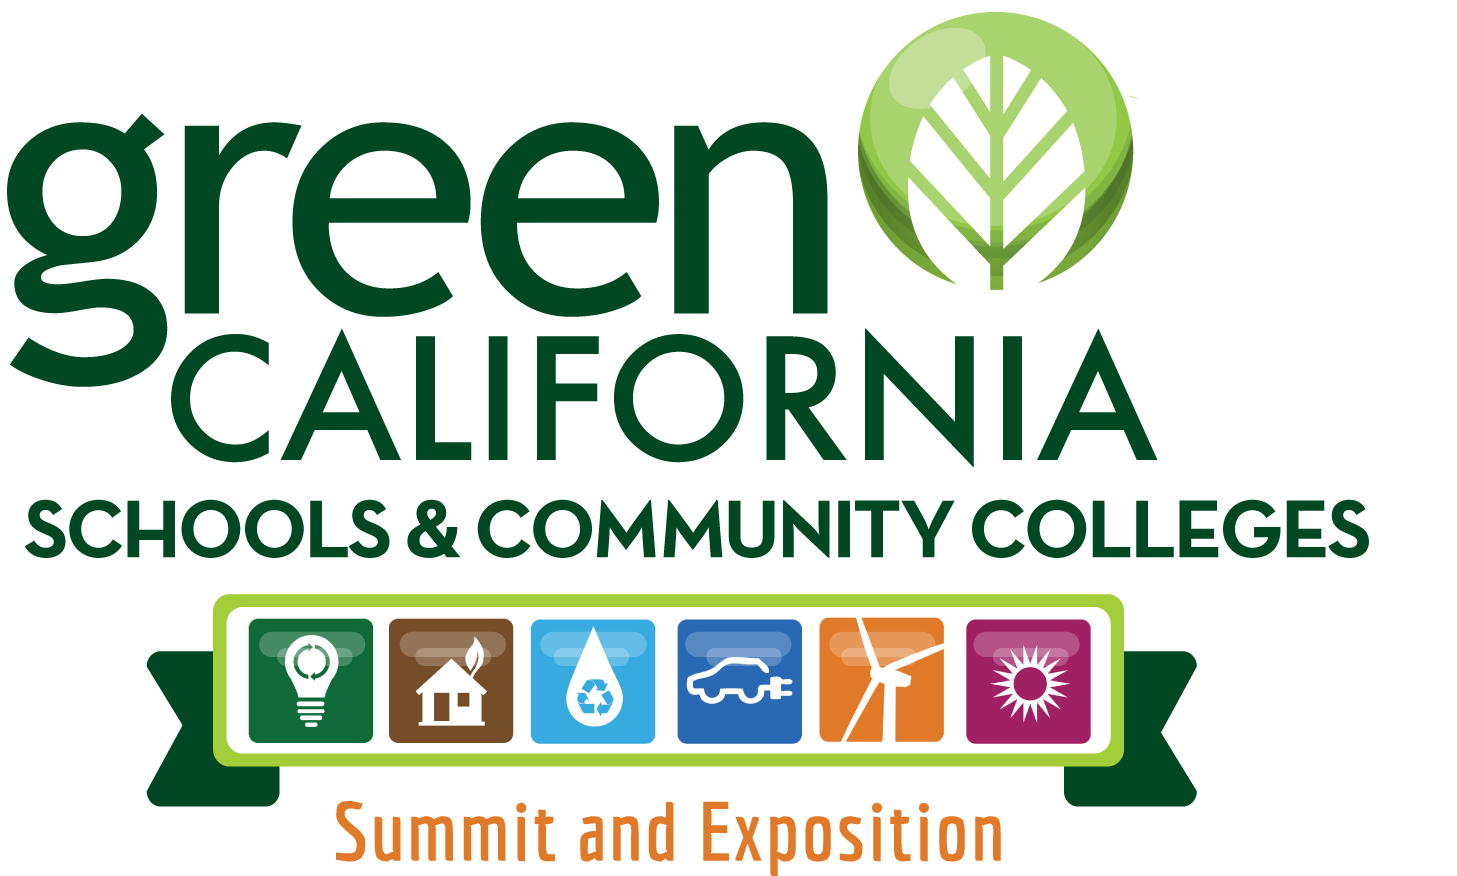 green
CALIFORNIA
SCHOOLS & COMMUNITY COLLEGES
Summit and Exposition